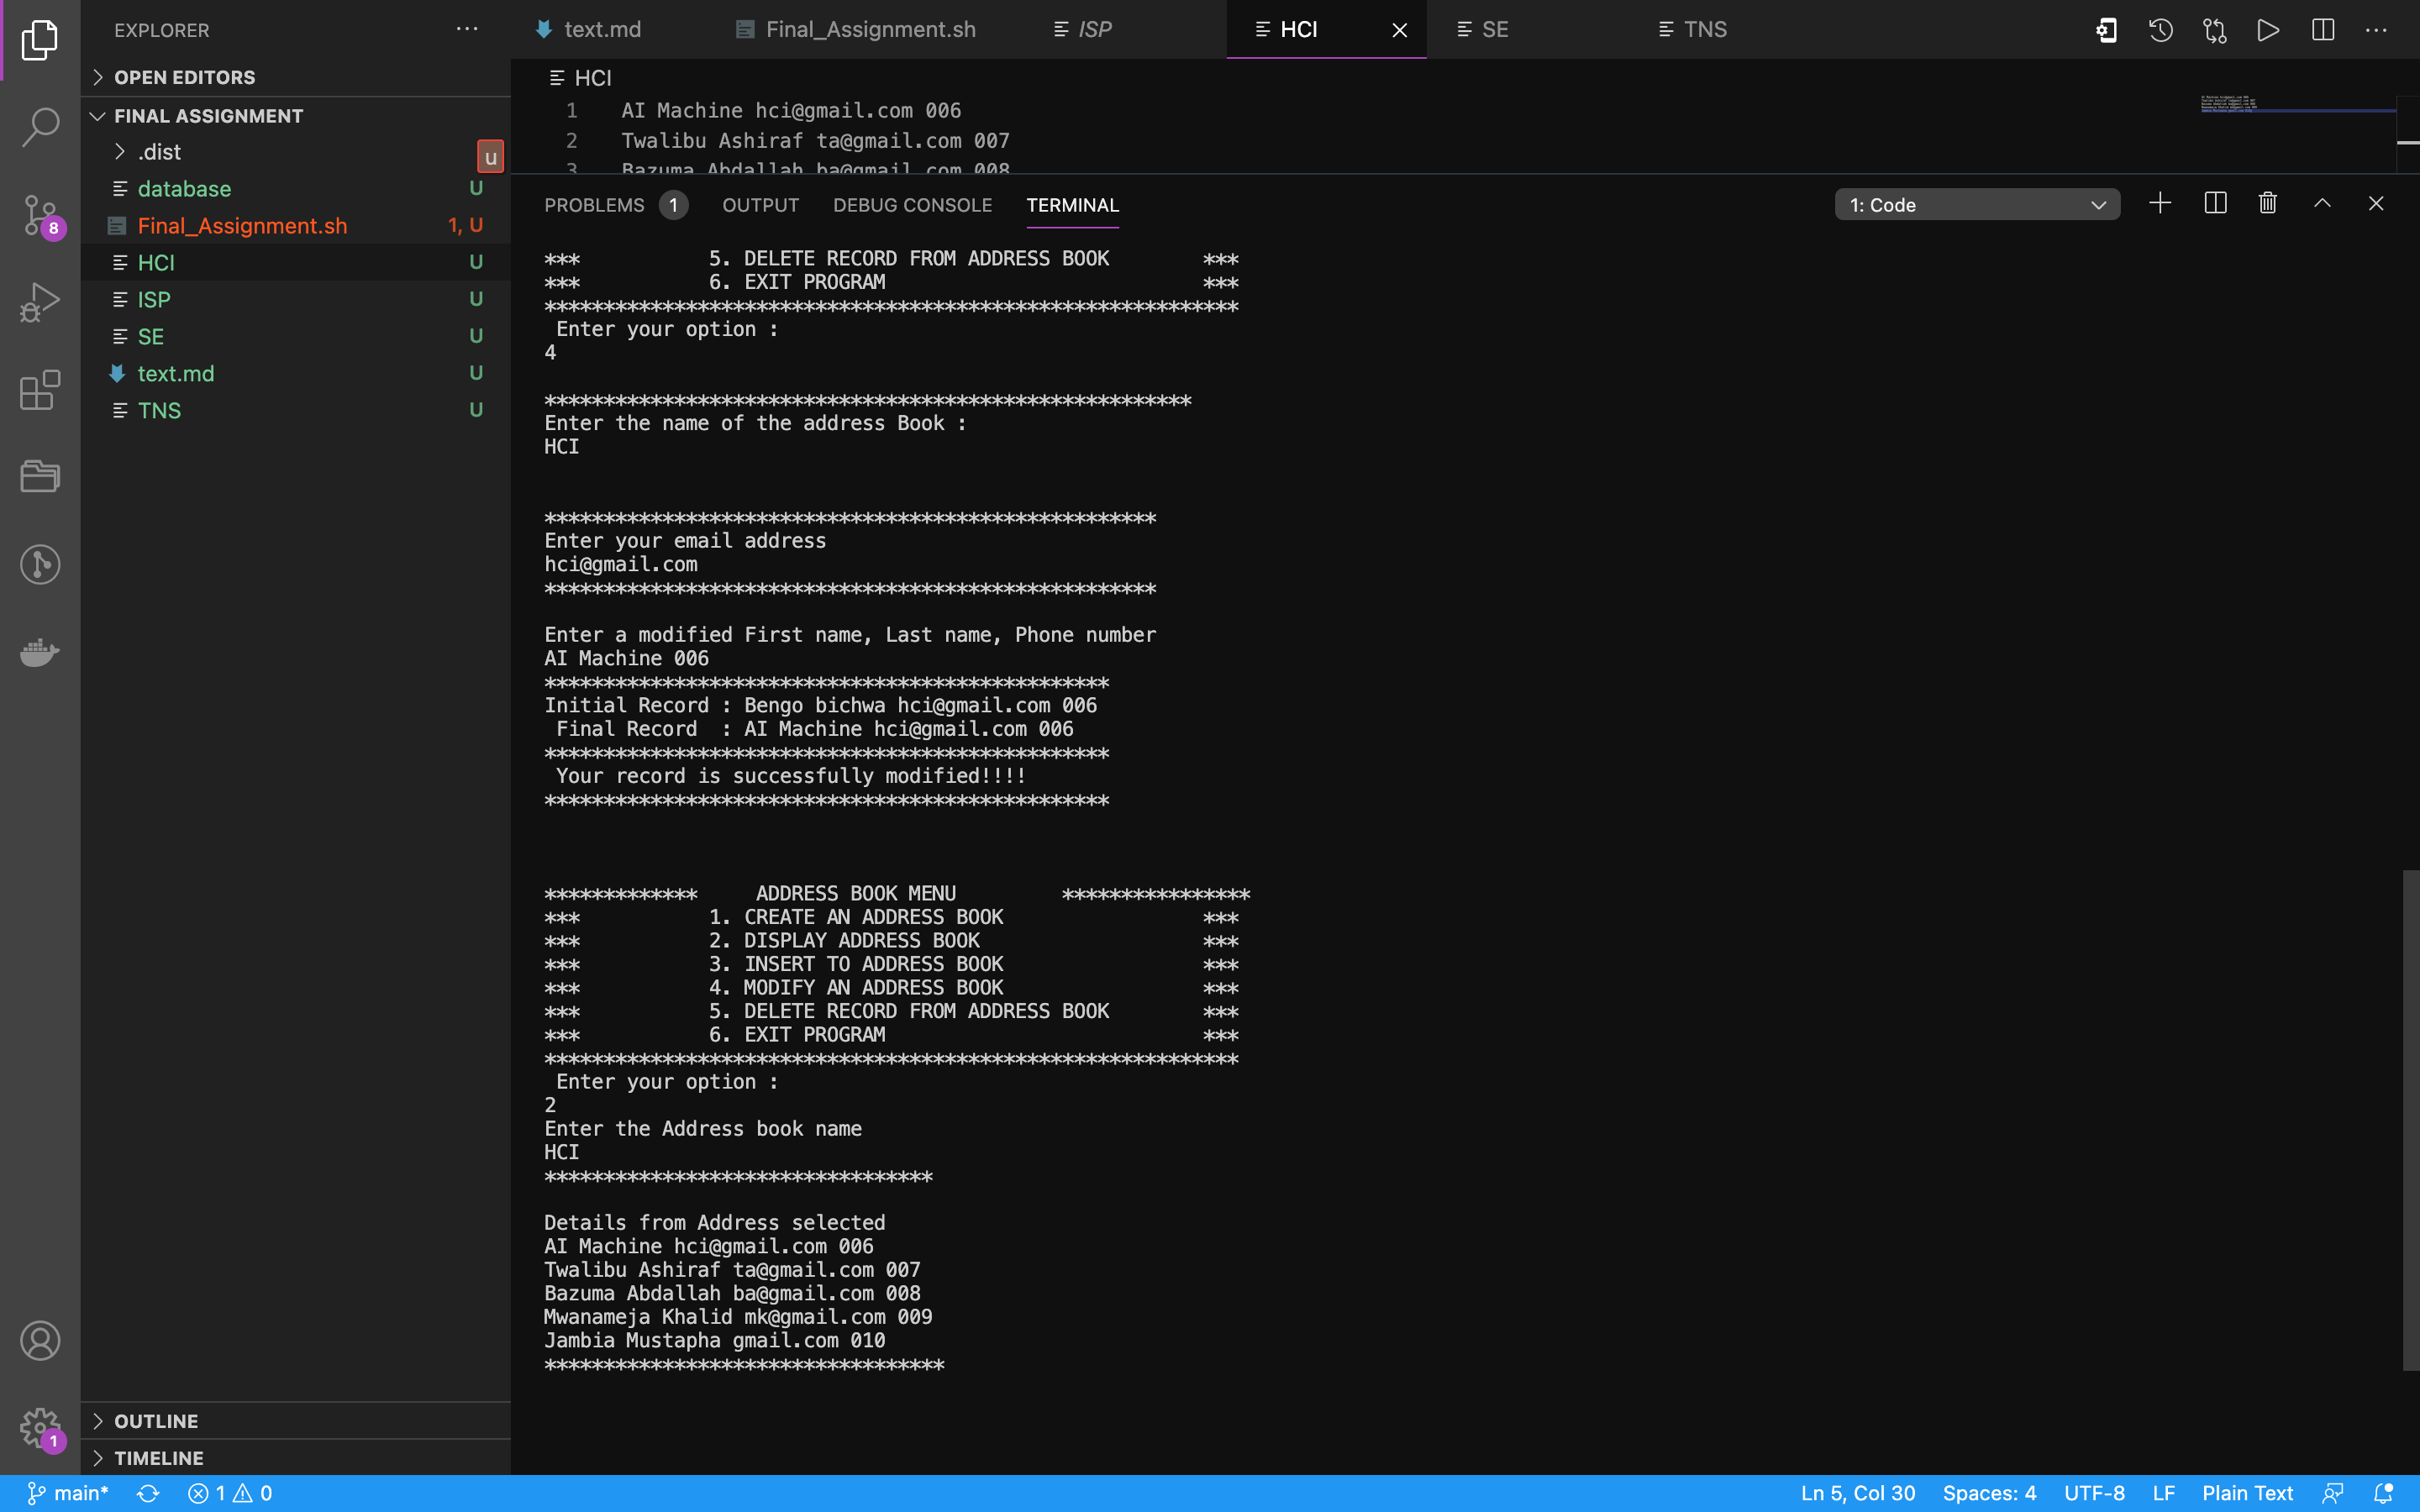 EXPLORER
OPEN EDITORS
FINAL ASSIGNMENT
.dist
u
database U
Final_Assignment.sh 1, U
HCI U
ISP U
SE U
text.md U
TNS U
OUTLINE
TIMELINE
8
1
text.md Final_Assignment.sh ISP HCI SE TNS
HCI
1 AI Machine hci@gmail.com 006
2 Twalibu Ashiraf ta@gmail.com 007
3 Bazuma Abdallah ba@gmail.com 008
PROBLEMS 1 OUTPUT DEBUG CONSOLE TERMINAL 1: Code
*** 5. DELETE RECORD FROM ADDRESS BOOK ***
*** 6. EXIT PROGRAM ***
***********************************************************
Enter your option :
4
*******************************************************
Enter the name of the address Book :
HCI
****************************************************
Enter your email address
hci@gmail.com
****************************************************
Enter a modified First name, Last name, Phone number
AI Machine 006
************************************************
Initial Record : Bengo bichwa hci@gmail.com 006
Final Record : AI Machine hci@gmail.com 006
************************************************
Your record is successfully modified!!!!
************************************************
************* ADDRESS BOOK MENU ****************
*** 1. CREATE AN ADDRESS BOOK ***
*** 2. DISPLAY ADDRESS BOOK ***
*** 3. INSERT TO ADDRESS BOOK ***
*** 4. MODIFY AN ADDRESS BOOK ***
*** 5. DELETE RECORD FROM ADDRESS BOOK ***
*** 6. EXIT PROGRAM ***
***********************************************************
Enter your option :
2
Enter the Address book name
HCI
*********************************
Details from Address selected
AI Machine hci@gmail.com 006
Twalibu Ashiraf ta@gmail.com 007
Bazuma Abdallah ba@gmail.com 008
Mwanameja Khalid mk@gmail.com 009
Jambia Mustapha gmail.com 010
**********************************
main* 1 0 Ln 5, Col 30 Spaces: 4 UTF-8 LF Plain Text